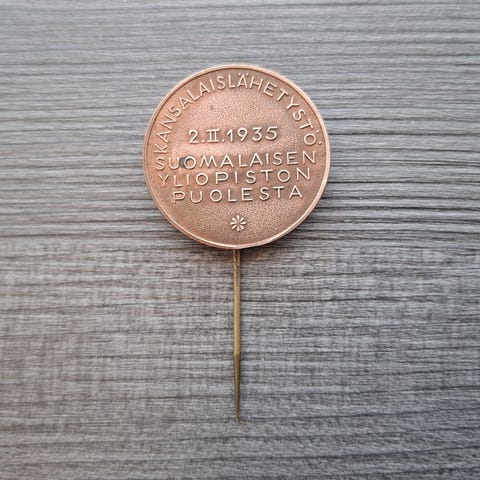 KANSALAISLÄHETYSTÖ
2.II.1935
SUOMALAISEN
YLIOPISTON
PUOLESTA